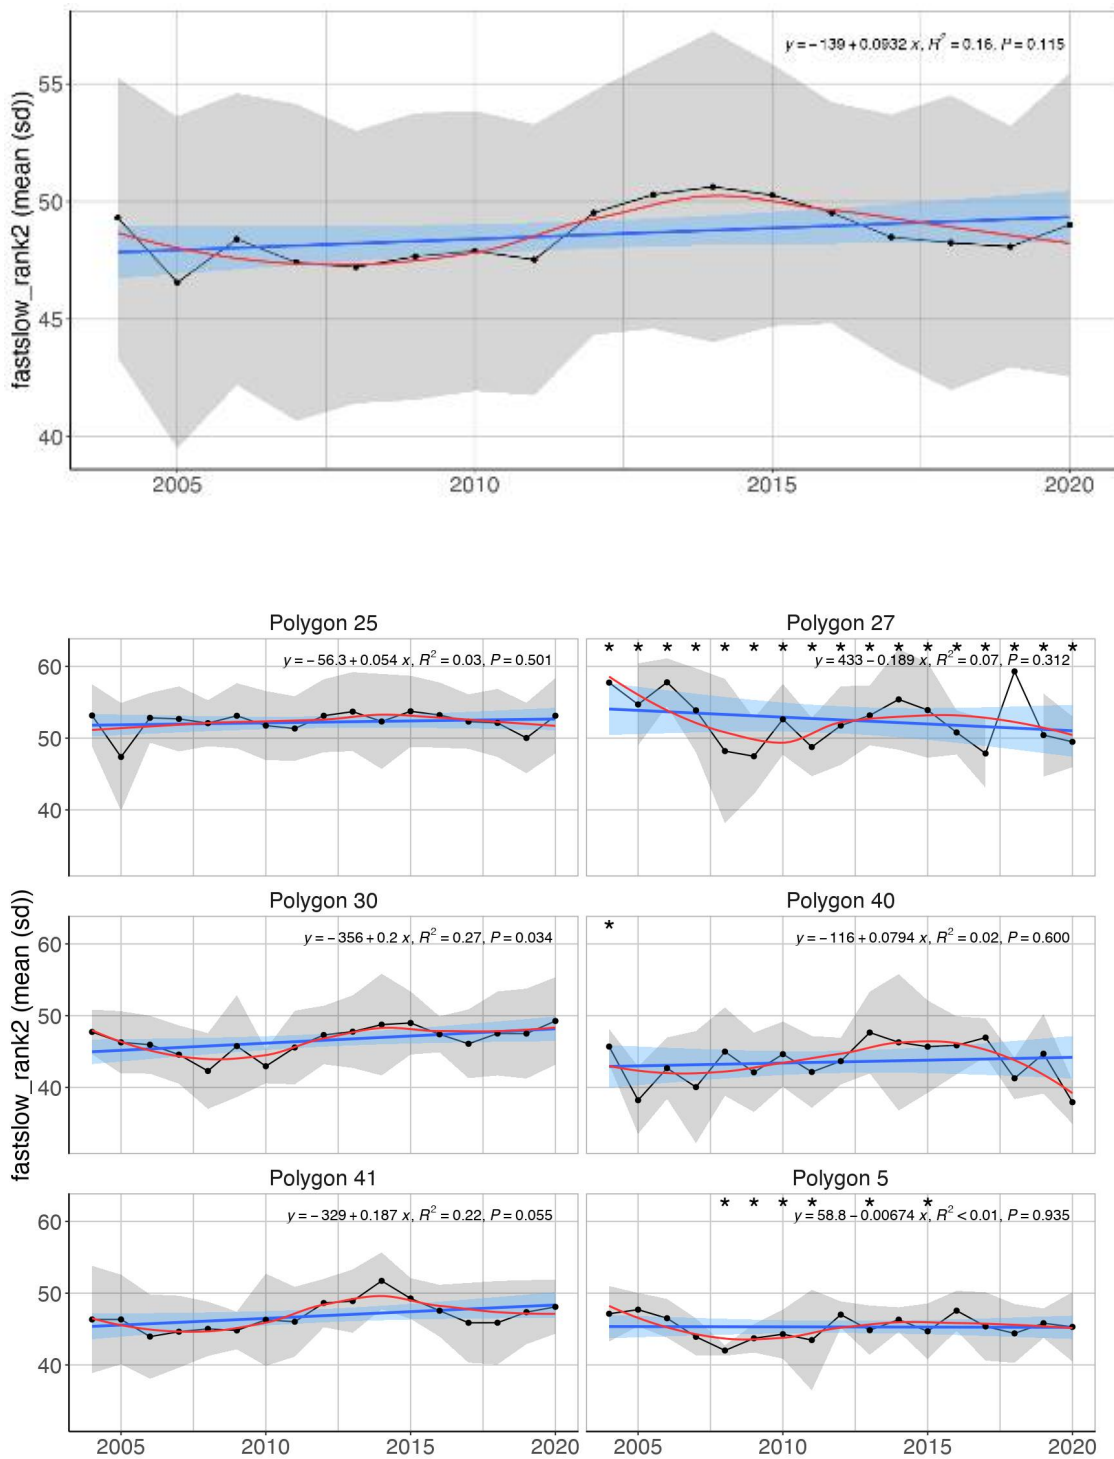 fastslow_rank2 (mean (sd))
y = −139 + 0.0932 x, R² = 0.16, P = 0.115
55
50
45
40
2005 2010 2015 2020
fastslow_rank2 (mean (sd))
Polygon 25 Polygon 27
* * * * * * * * * * * * * * * * *
60
y = − 56.3 + 0.054 x, R² = 0.03, P = 0.501
y = 433 − 0.189 x, R² = 0.07, P = 0.312
50
40
Polygon 30 Polygon 40
*
60
y = − 356 + 0.2 x, R² = 0.27, P = 0.034
y = −116 + 0.0794 x, R² = 0.02, P = 0.600
50
40
Polygon 41 Polygon 5
* * * * * *
60
y = − 329 + 0.187 x, R² = 0.22, P = 0.055
y = 58.8 − 0.00674 x, R² < 0.01, P = 0.935
50
40
2005 2010 2015 2020 2005 2010 2015 2020